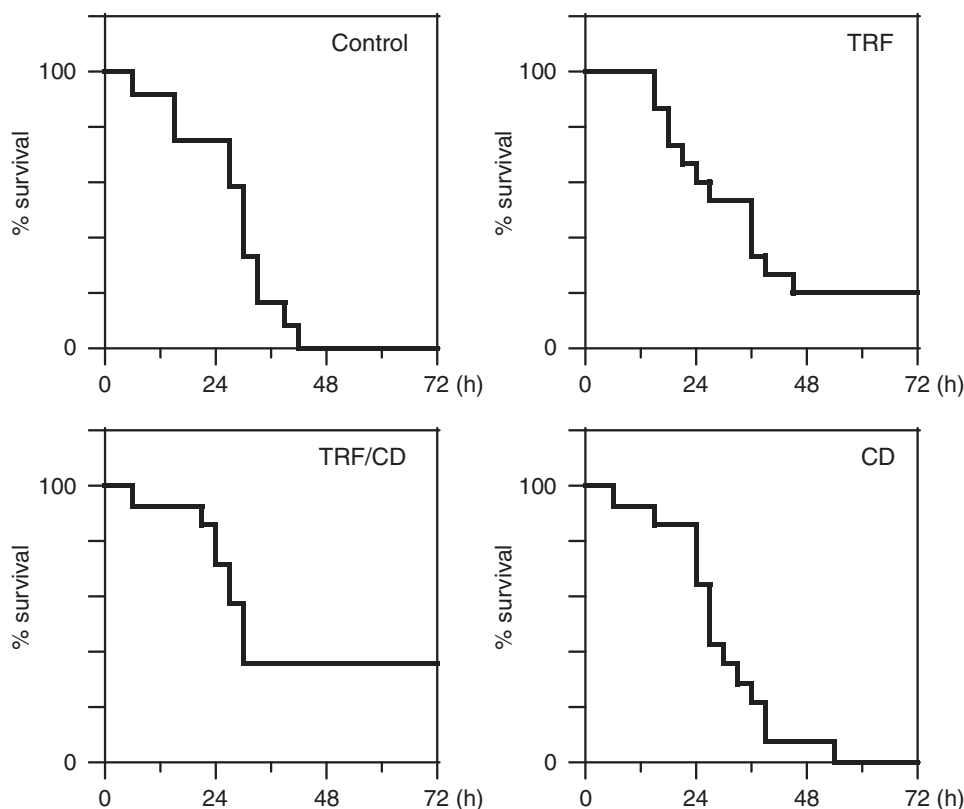 Control
100
0
% survival
0 24 48 72 (h)
TRF
100
0
% survival
0 24 48 72 (h)
TRF/CD
100
0
% survival
0 24 48 72 (h)
CD
100
0
% survival
0 24 48 72 (h)